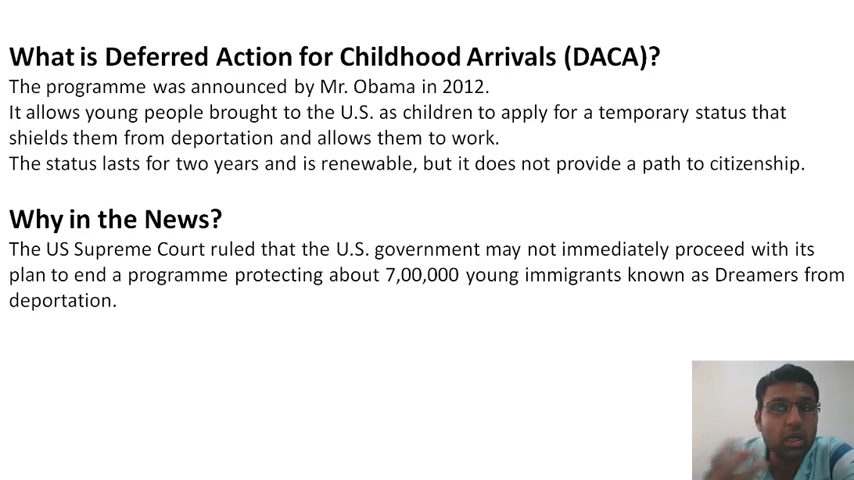 What is Deferred Action for Childhood Arrivals (DACA)?
The programme was announced by Mr. Obama in 2012.
It allows young people brought to the U.S. as children to apply for a temporary status that
shields them from deportation and allows them to work.
The status lasts for two years and is renewable, but it does not provide a path to citizenship.
Why in the News?
The US Supreme Court ruled that the U.S. government may not immediately proceed with its
plan to end a programme protecting about 7,00,000 young immigrants known as Dreamers from
deportation.